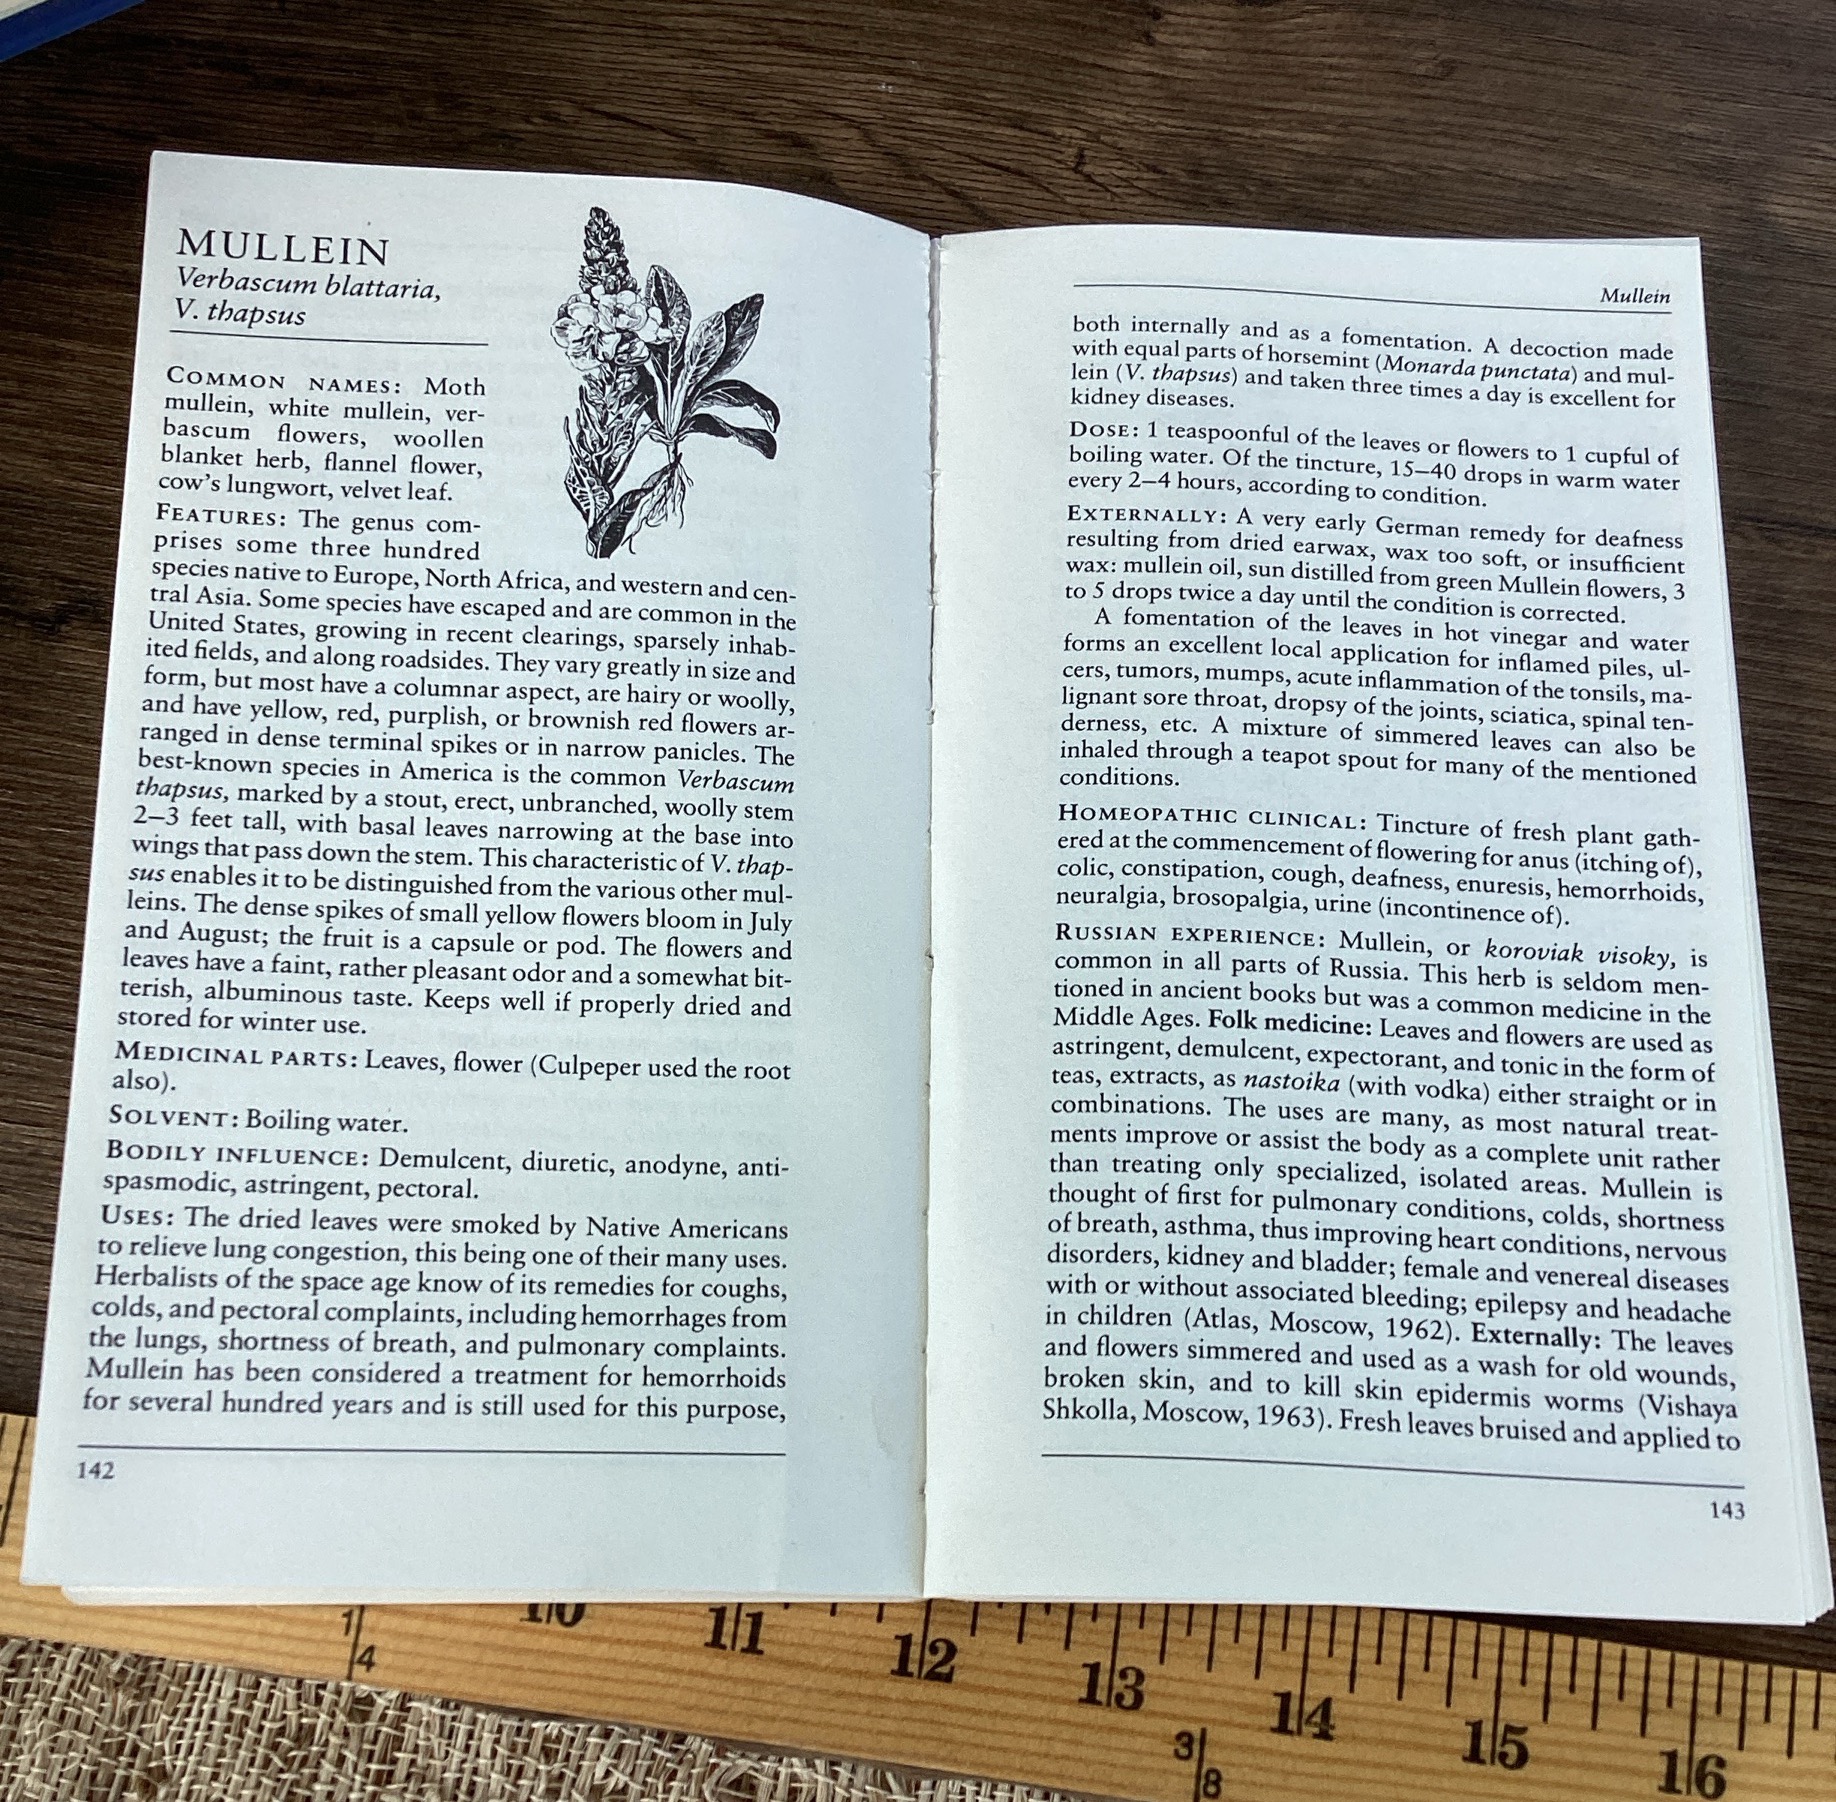 MULLEIN
Verbascum blattaria,
V. thapsus
COMMON NAMES: Moth
mullein, white mullein, ver-
bascum flowers, woollen
blanket herb, flannel flower,
cow's lungwort, velvet leaf.
FEATURES: The genus com-
prises some three hundred
species native to Europe, North Africa, and western and cen-
tral Asia. Some species have escaped and are common in the
United States, growing in recent clearings, sparsely inhab-
ited fields, and along roadsides. They vary greatly in size and
form, but most have a columnar aspect, are hairy or woolly,
and have yellow, red, purplish, or brownish red flowers ar-
ranged in dense terminal spikes or in narrow panicles. The
best-known species in America is the common Verbascum
thapsus, marked by a stout, erect, unbranched, woolly stem
2–3 feet tall, with basal leaves narrowing at the base into
wings that pass down the stem. This characteristic of V. thap-
sus enables it to be distinguished from the various other mul-
leins. The dense spikes of small yellow flowers bloom in July
and August; the fruit is a capsule or pod. The flowers and
leaves have a faint, rather pleasant odor and a somewhat bit-
terish, albuminous taste. Keeps well if properly dried and
stored for winter use.
MEDICINAL PARTS: Leaves, flower (Culpeper used the root
also).
SOLVENT: Boiling water.
BODILY INFLUENCE: Demulcent, diuretic, anodyne, anti-
spasmodic, astringent, pectoral.
USES: The dried leaves were smoked by Native Americans
to relieve lung congestion, this being one of their many uses.
Herbalists of the space age know of its remedies for coughs,
colds, and pectoral complaints, including hemorrhages from
the lungs, shortness of breath, and pulmonary complaints.
Mullein has been considered a treatment for hemorrhoids
for several hundred years and is still used for this purpose,
142
Mullein
both internally and as a fomentation. A decoction made
with equal parts of horsemint (Monarda punctata) and mul-
lein (V. thapsus) and taken three times a day is excellent for
kidney diseases.
DOSE: 1 teaspoonful of the leaves or flowers to 1 cupful of
boiling water. Of the tincture, 15–40 drops in warm water
every 2–4 hours, according to condition.
EXTERNALLY: A very early German remedy for deafness
resulting from dried earwax, wax too soft, or insufficient
wax: mullein oil, sun distilled from green Mullein flowers, 3
to 5 drops twice a day until the condition is corrected.
A fomentation of the leaves in hot vinegar and water
forms an excellent local application for inflamed piles, ul-
cers, tumors, mumps, acute inflammation of the tonsils, ma-
lignant sore throat, dropsy of the joints, sciatica, spinal ten-
derness, etc. A mixture of simmered leaves can also be
inhaled through a teapot spout for many of the mentioned
conditions.
HOMEOPATHIC CLINICAL: Tincture of fresh plant gath-
ered at the commencement of flowering for anus (itching of),
colic, constipation, cough, deafness, enuresis, hemorrhoids,
neuralgia, brosopalgia, urine (incontinence of).
RUSSIAN EXPERIENCE: Mullein, or koroviak visoky, is
common in all parts of Russia. This herb is seldom men-
tioned in ancient books but was a common medicine in the
Middle Ages. Folk medicine: Leaves and flowers are used as
astringent, demulcent, expectorant, and tonic in the form of
teas, extracts, as nastoika (with vodka) either straight or in
combinations. The uses are many, as most natural treat-
ments improve or assist the body as a complete unit rather
than treating only specialized, isolated areas. Mullein is
thought of first for pulmonary conditions, colds, shortness
of breath, asthma, thus improving heart conditions, nervous
disorders, kidney and bladder; female and venereal diseases
with or without associated bleeding; epilepsy and headache
in children (Atlas, Moscow, 1962). Externally: The leaves
and flowers simmered and used as a wash for old wounds,
broken skin, and to kill skin epidermis worms (Vishaya
Shkolla, Moscow, 1963). Fresh leaves bruised and applied to
143
10 11 12 13 14 15 16
1/4 3/8